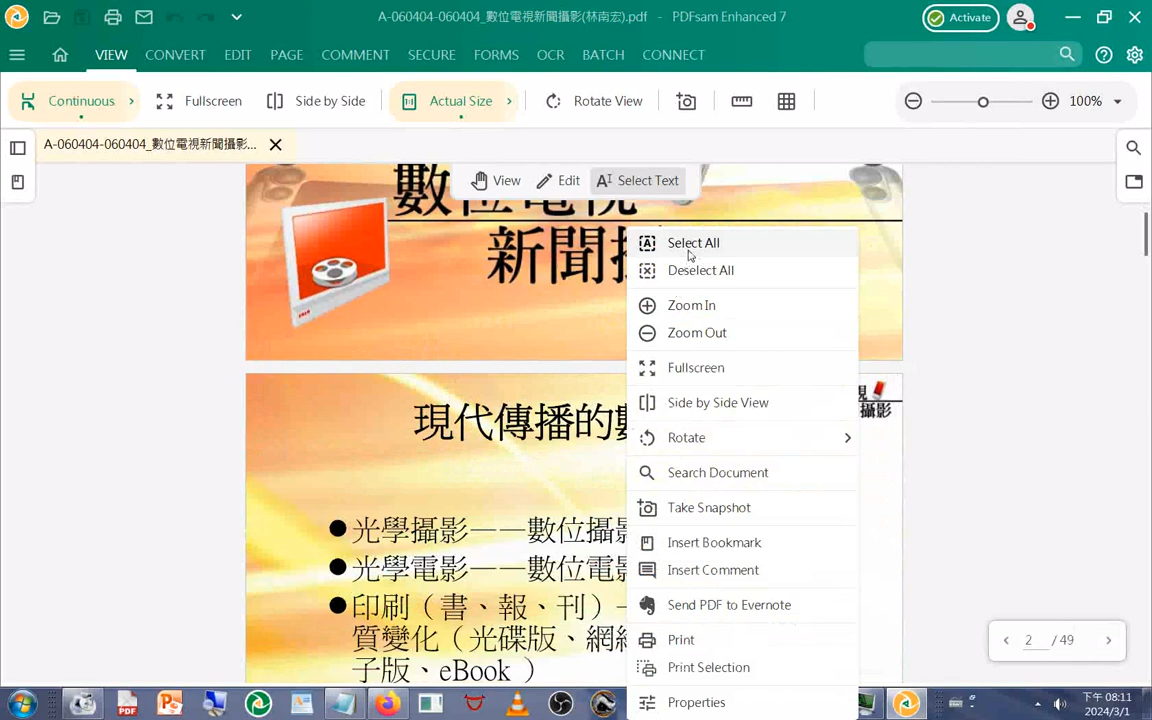 A-060404-060404_數位電視新聞攝影(林南宏).pdf - PDFsam Enhanced 7
Activate
VIEW CONVERT EDIT PAGE COMMENT SECURE FORMS OCR BATCH CONNECT
Continuous Fullscreen Side by Side Actual Size Rotate View 100%
A-060404-060404_數位電視新聞攝影...
View Edit Select Text
數位電視
新聞
Select All
Deselect All
Zoom In
Zoom Out
Fullscreen
Side by Side View
Rotate
Search Document
Take Snapshot
Insert Bookmark
Insert Comment
Send PDF to Evernote
Print
Print Selection
Properties
攝影
現代傳播的
●光學攝影——數位攝影
●光學電影——數位電影
●印刷（書、報、刊）
質變化（光碟版、網
子版、eBook）
2 / 49
下午 08:11
2024/3/1